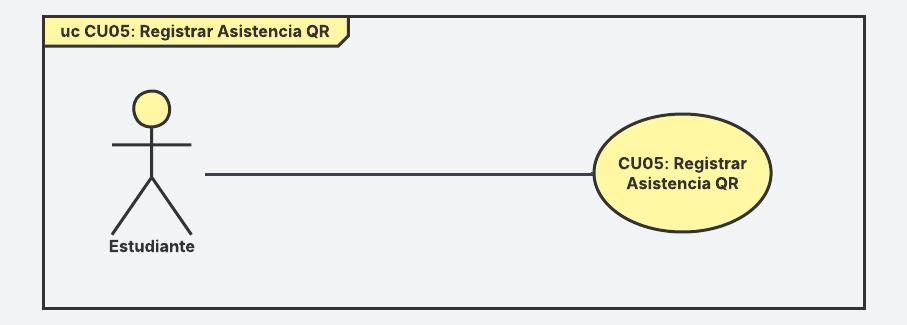 uc CU05: Registrar Asistencia QR
CU05: Registrar
Asistencia QR
Estudiante